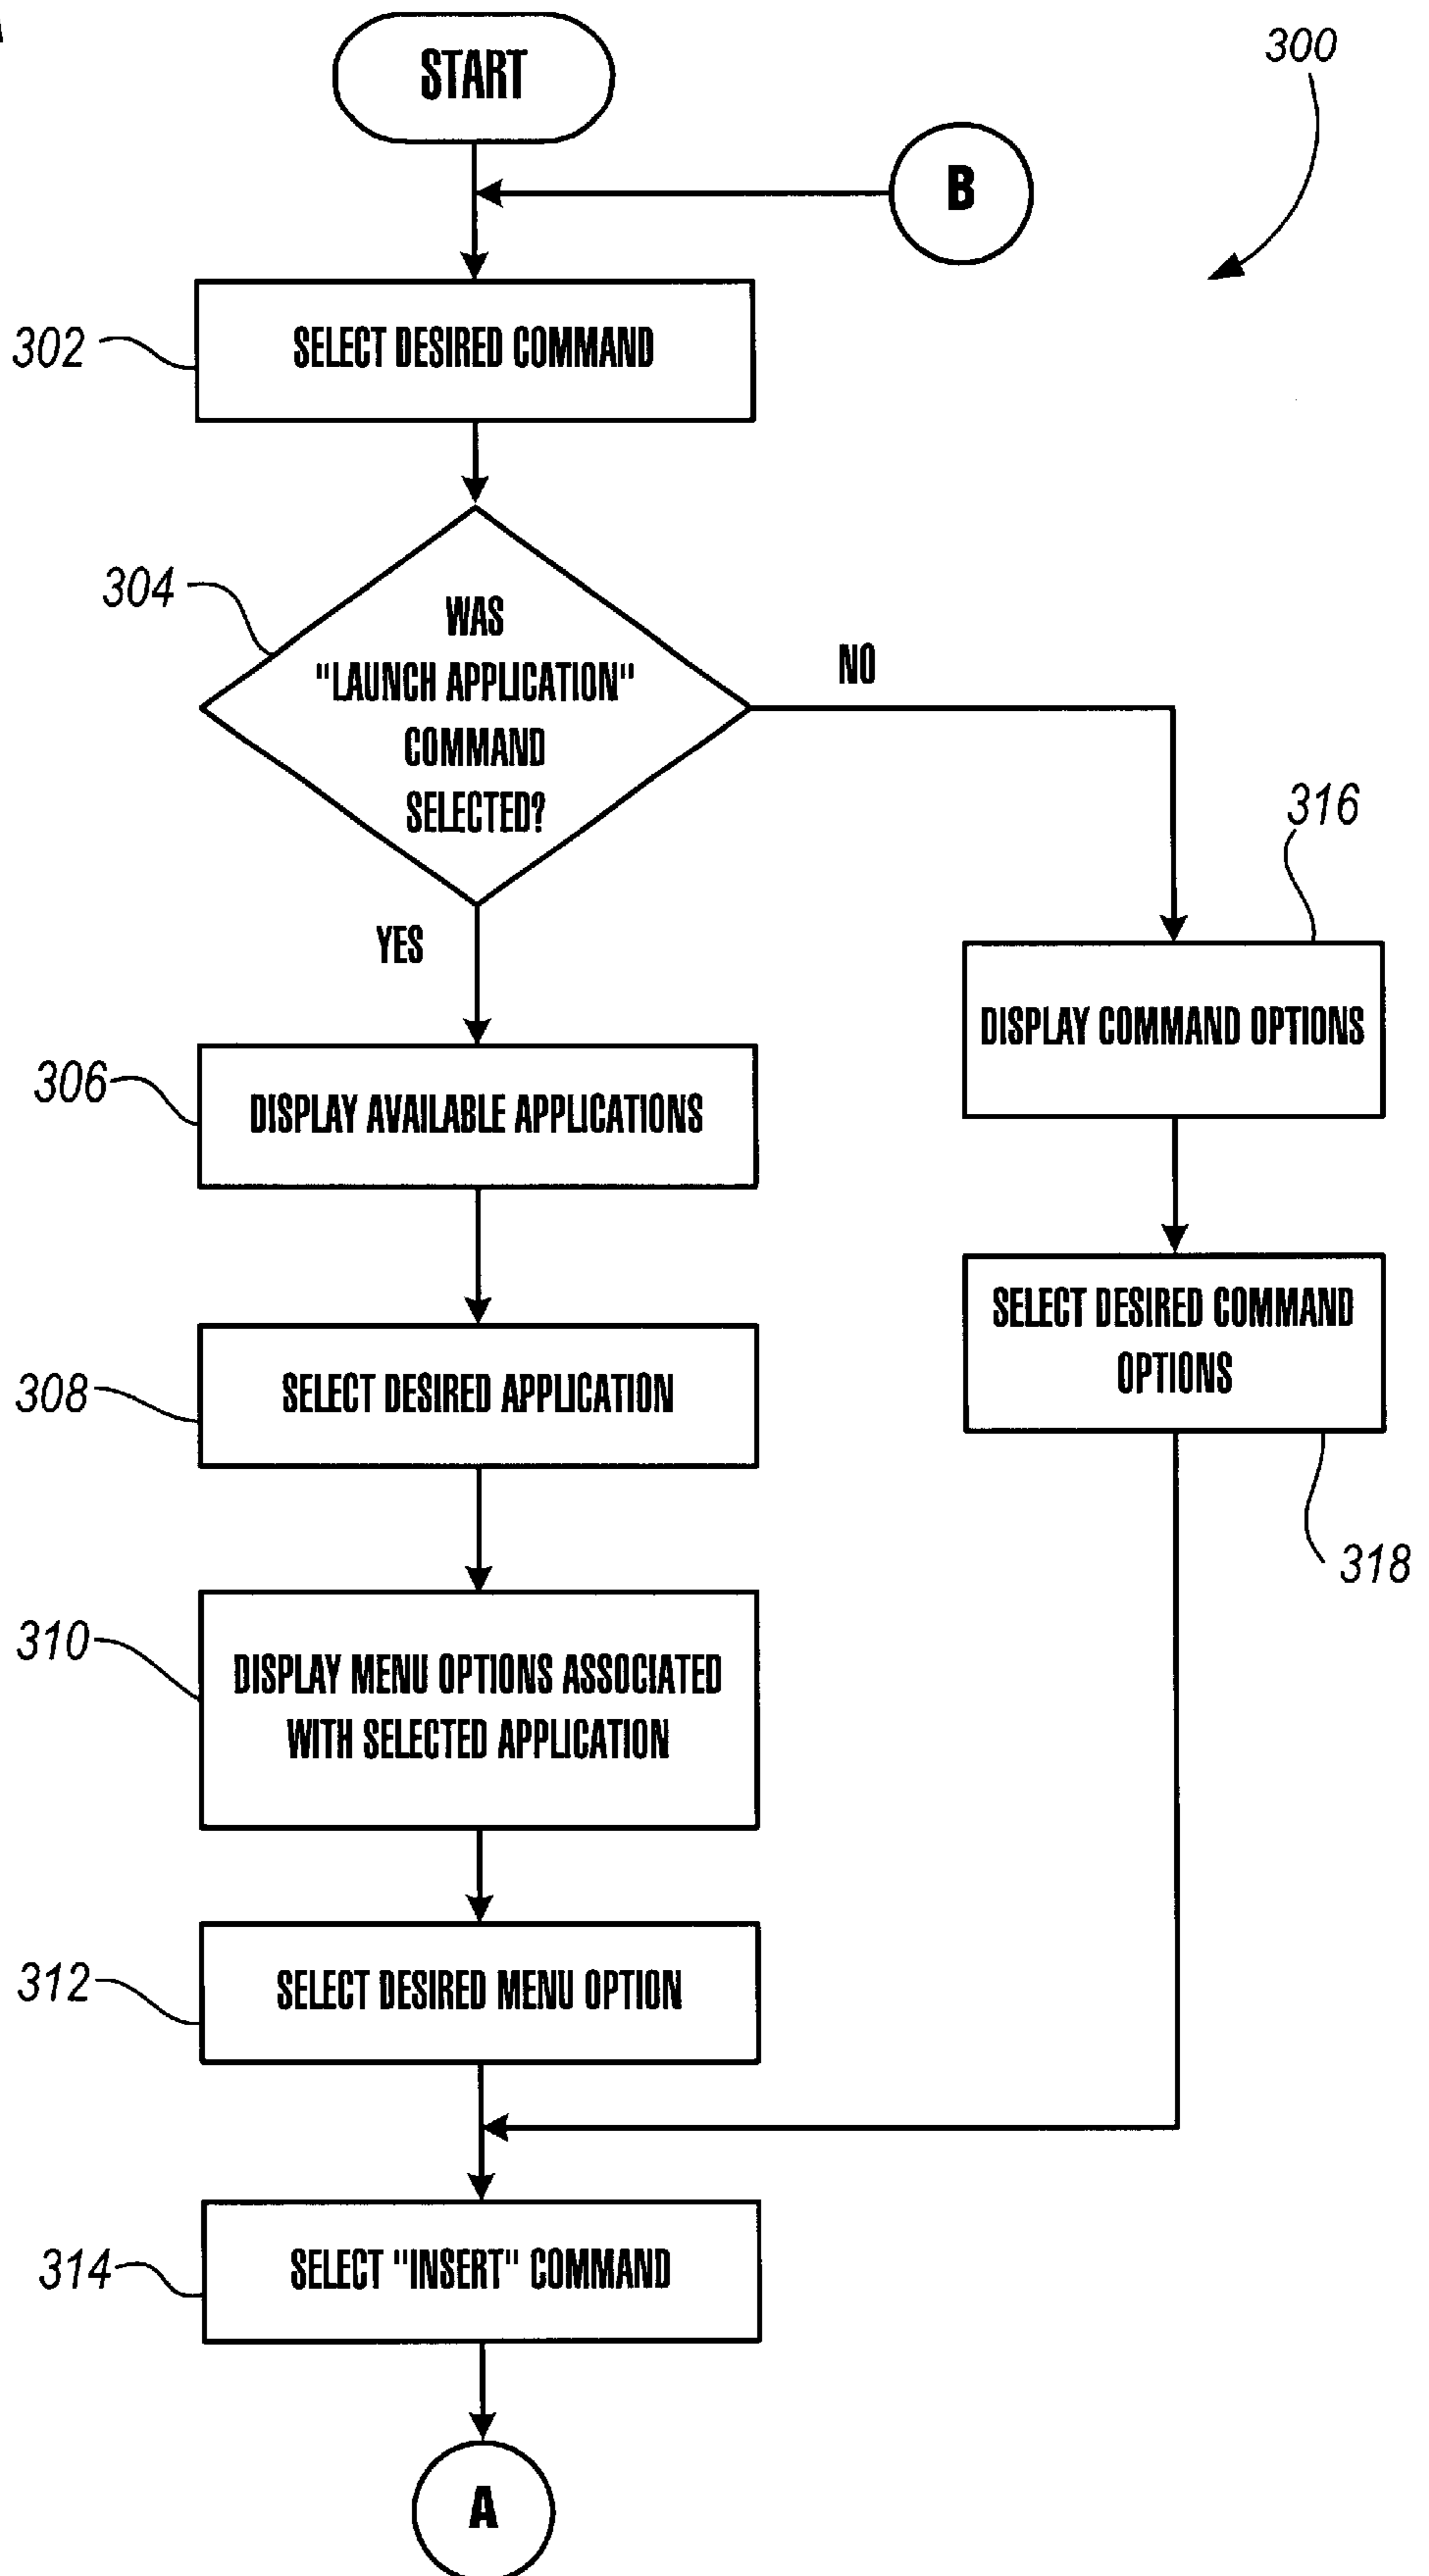 START
300
B
302
SELECT DESIRED COMMAND
304
WAS
"LAUNCH APPLICATION"
COMMAND
SELECTED?
NO
YES
316
DISPLAY COMMAND OPTIONS
306
DISPLAY AVAILABLE APPLICATIONS
SELECT DESIRED COMMAND
OPTIONS
318
308
SELECT DESIRED APPLICATION
310
DISPLAY MENU OPTIONS ASSOCIATED
WITH SELECTED APPLICATION
312
SELECT DESIRED MENU OPTION
314
SELECT "INSERT" COMMAND
A